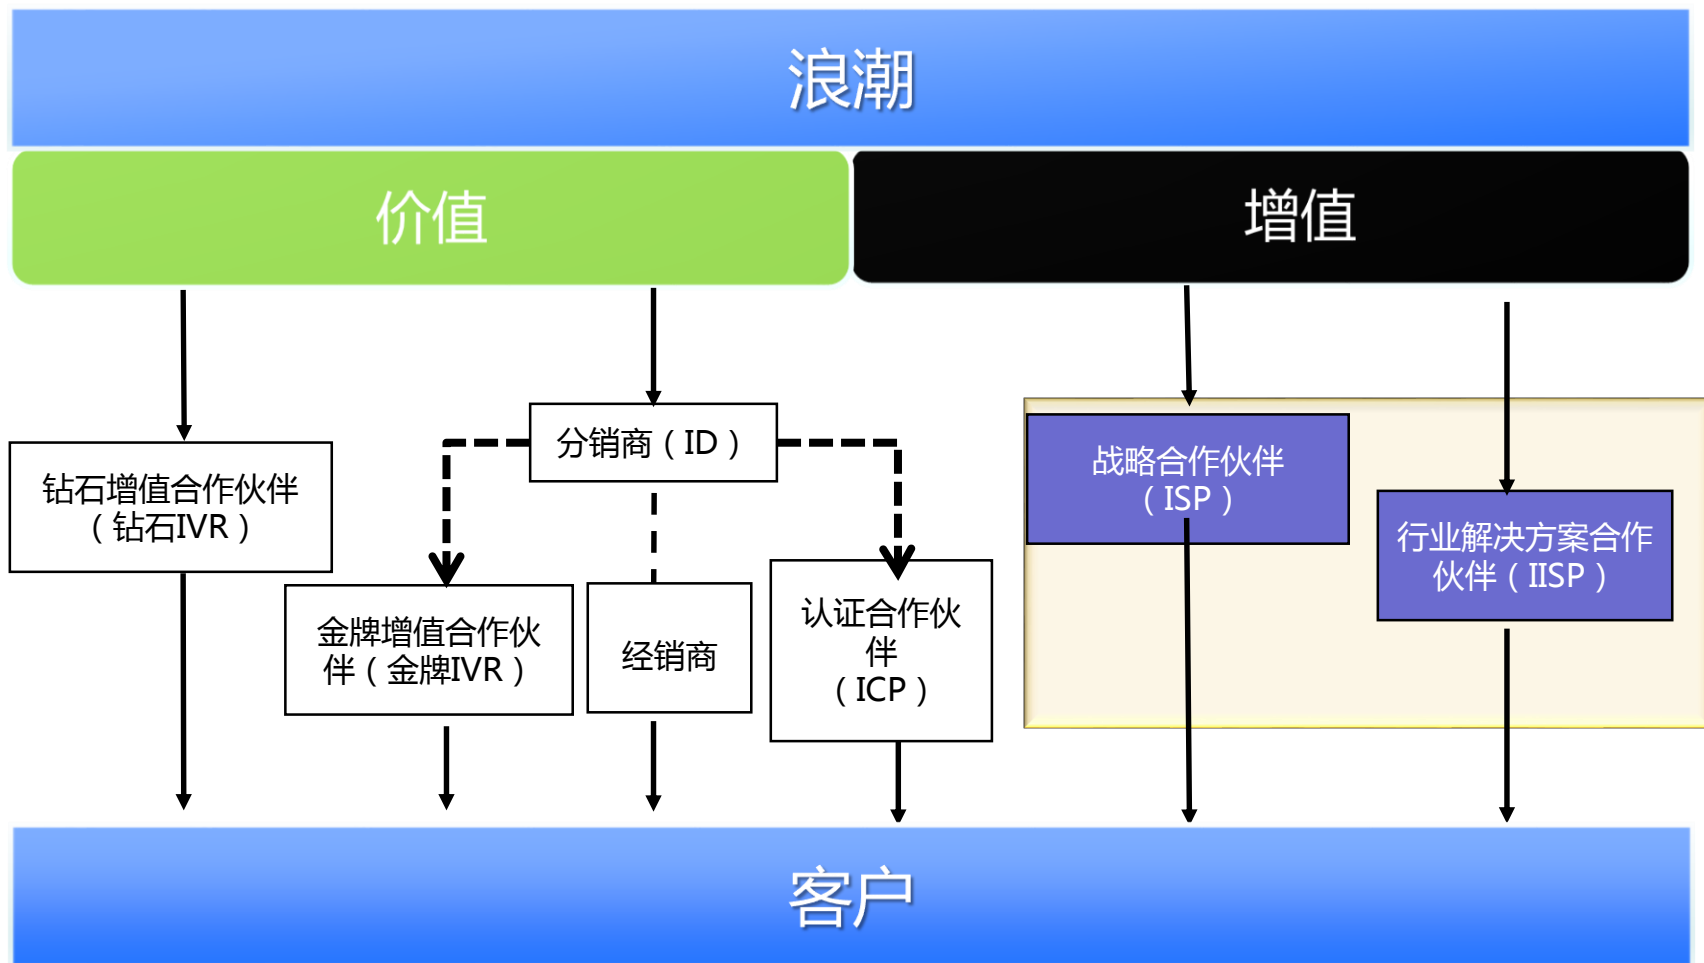 浪潮
价值
增值
分销商（ID）
钻石增值合作伙伴
（钻石IVR）
战略合作伙伴
（ISP）
行业解决方案合作
伙伴（IISP）
金牌增值合作伙
伴（金牌IVR）
经销商
认证合作伙
伴
（ICP）
客户